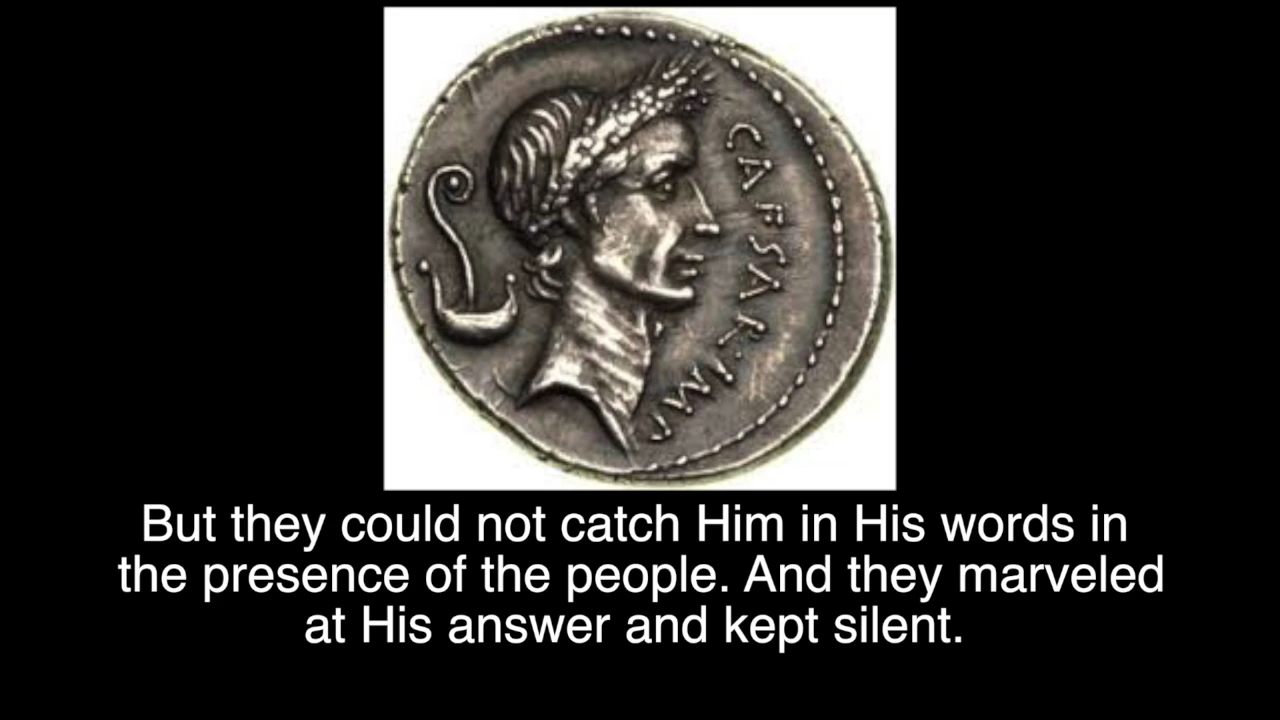 CAESAR·IMP
But they could not catch Him in His words in
the presence of the people. And they marveled
at His answer and kept silent.